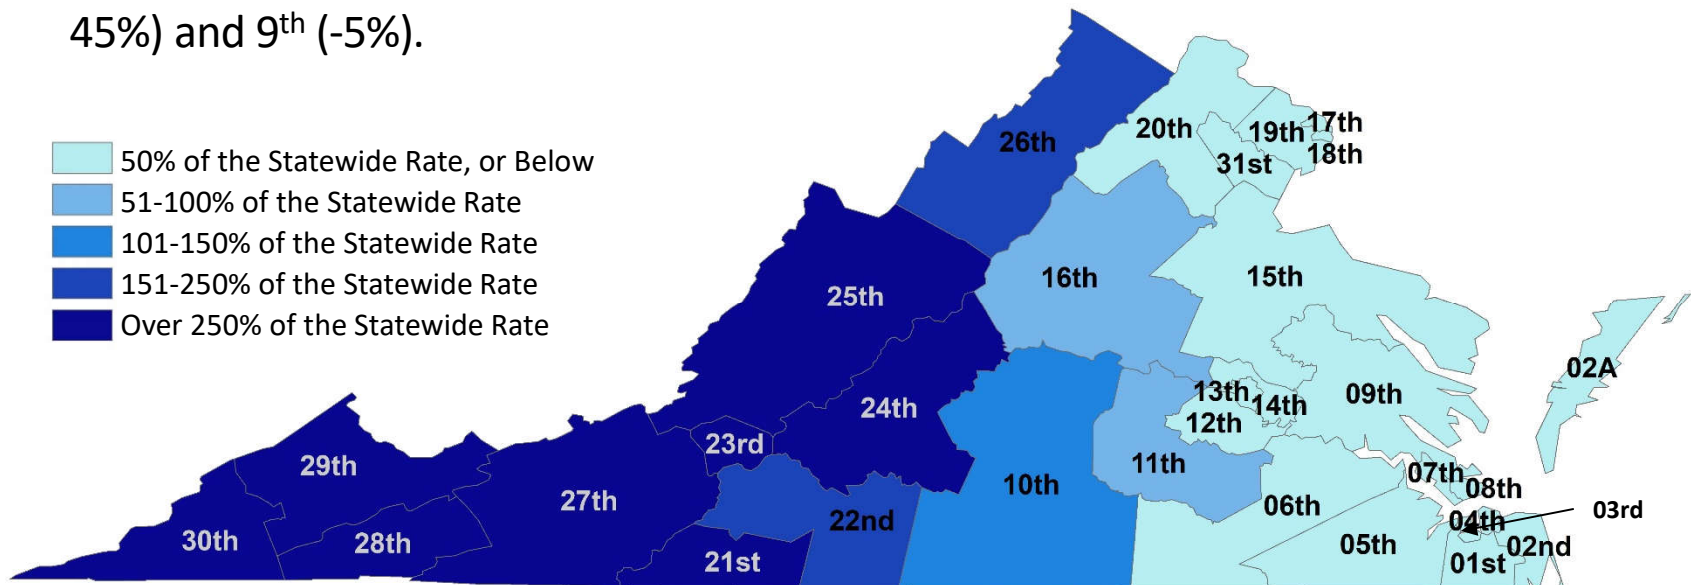 45%) and 9th (-5%).
50% of the Statewide Rate, or Below
51-100% of the Statewide Rate
101-150% of the Statewide Rate
151-250% of the Statewide Rate
Over 250% of the Statewide Rate
26th
20th
19th
17th
18th
31st
25th
16th
15th
02A
24th
13th
14th
09th
12th
23rd
29th
11th
07th
08th
27th
10th
06th
03rd
22nd
04th
30th
28th
05th
02nd
21st
01st